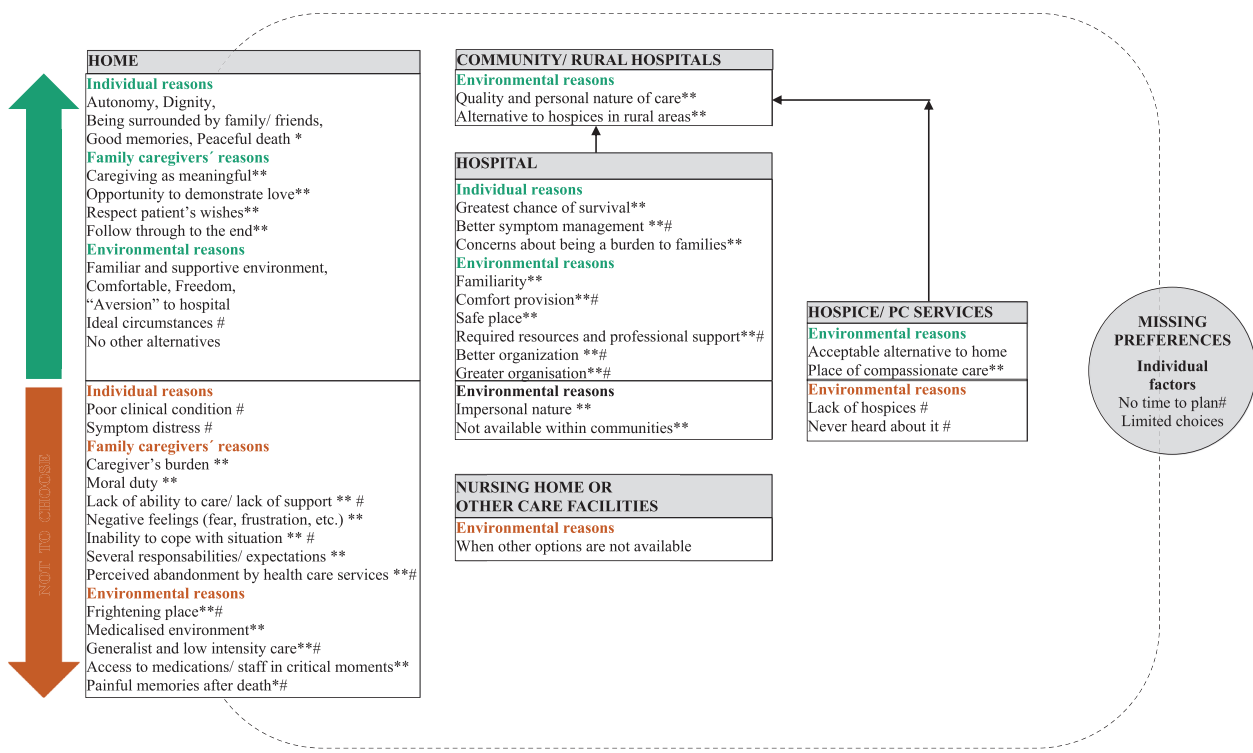 HOME
Individual reasons
Autonomy, Dignity,
Being surrounded by family/ friends,
Good memories, Peaceful death *
Family caregivers´ reasons
Caregiving as meaningful**
Opportunity to demonstrate love**
Respect patient’s wishes**
Follow through to the end**
Environmental reasons
Familiar and supportive environment,
Comfortable, Freedom,
“Aversion” to hospital
Ideal circumstances #
No other alternatives
Individual reasons
Poor clinical condition #
Symptom distress #
Family caregivers´ reasons
Caregiver’s burden **
Moral duty **
Lack of ability to care/ lack of support ** #
Negative feelings (fear, frustration, etc.) **
Inability to cope with situation ** #
Several responsabilities/ expectations **
Perceived abandonment by health care services **#
Environmental reasons
Frightening place**#
Medicalised environment**
Generalist and low intensity care**#
Access to medications/ staff in critical moments**
Painful memories after death*#
NOT TO CHOOSE
COMMUNITY/ RURAL HOSPITALS
Environmental reasons
Quality and personal nature of care**
Alternative to hospices in rural areas**
HOSPITAL
Individual reasons
Greatest chance of survival**
Better symptom management **#
Concerns about being a burden to families**
Environmental reasons
Familiarity**
Comfort provision**#
Safe place**
Required resources and professional support**#
Better organization **#
Greater organisation**#
Environmental reasons
Impersonal nature **
Not available within communities**
NURSING HOME OR
OTHER CARE FACILITIES
Environmental reasons
When other options are not available
HOSPICE/ PC SERVICES
Environmental reasons
Acceptable alternative to home
Place of compassionate care**
Environmental reasons
Lack of hospices #
Never heard about it #
MISSING
PREFERENCES
Individual
factors
No time to plan#
Limited choices